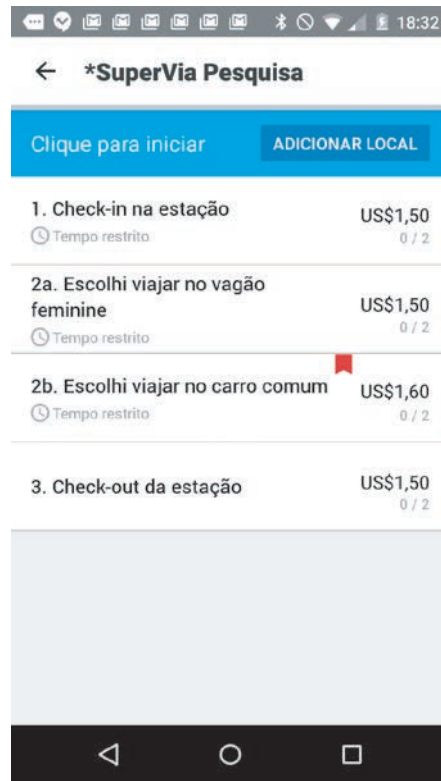 18:32
*SuperVia Pesquisa
Clique para iniciar ADICIONAR LOCAL
1. Check-in na estação US$1,50
Tempo restrito 0 / 2
2a. Escolhi viajar no vagão
feminine US$1,50
Tempo restrito 0 / 2
2b. Escolhi viajar no carro comum US$1,60
Tempo restrito 0 / 2
3. Check-out da estação US$1,50
0 / 2